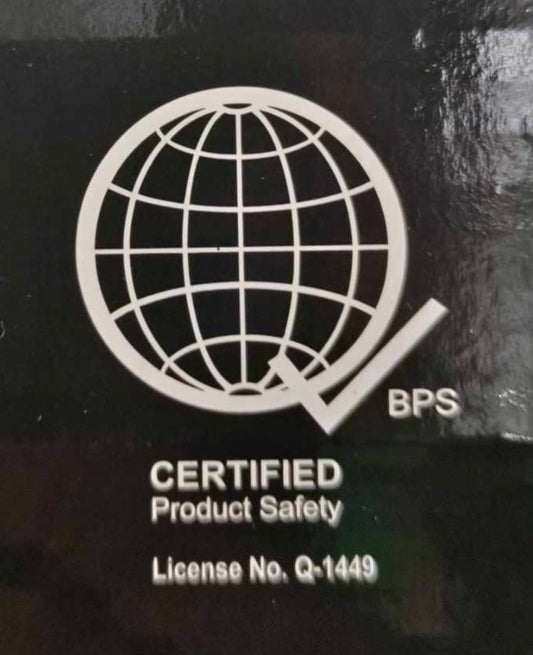 BPS
CERTIFIED
Product Safety
License No. Q-1449